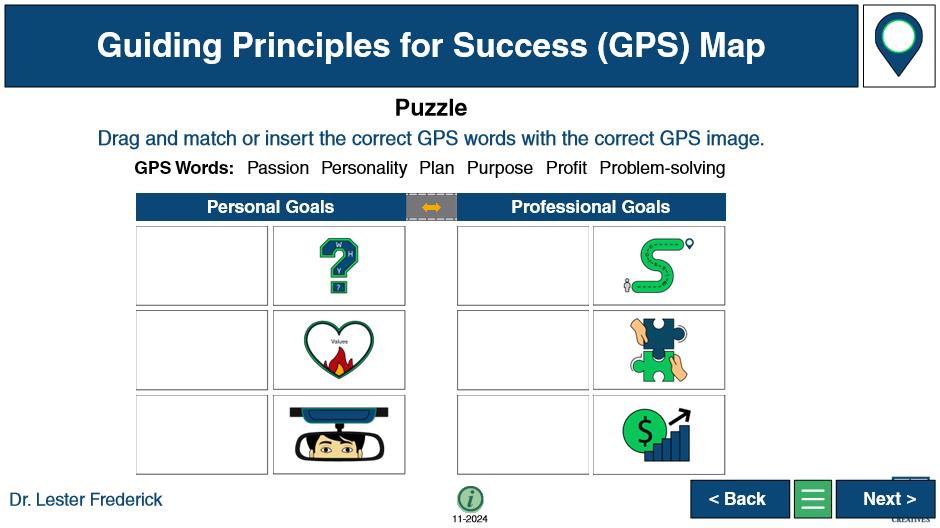 Guiding Principles for Success (GPS) Map
Puzzle
Drag and match or insert the correct GPS words with the correct GPS image.
GPS Words: Passion Personality Plan Purpose Profit Problem-solving
Personal Goals
Professional Goals
W
H
Y
?
Values
$
Dr. Lester Frederick
i
11-2024
< Back
Next >
CREATIVES